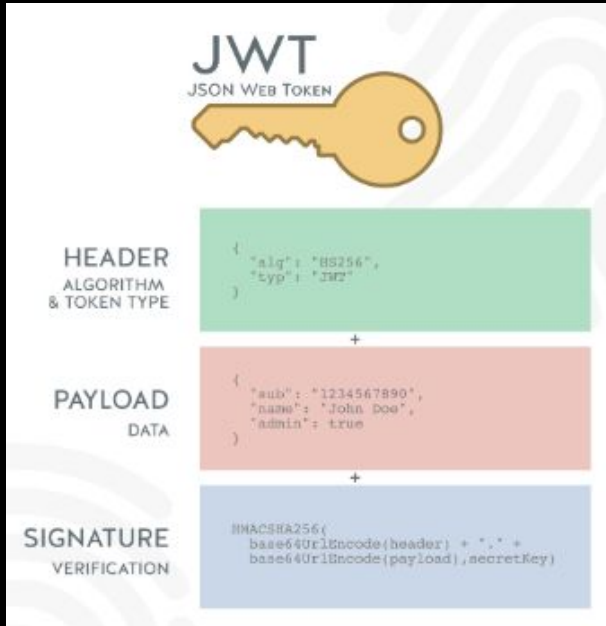 JWT
JSON WEB TOKEN
HEADER
ALGORITHM
& TOKEN TYPE
{
"alg": "HS256",
"typ": "JWT"
}
+
PAYLOAD
DATA
{
"sub": "1234567890",
"name": "John Doe",
"admin": true
}
+
SIGNATURE
VERIFICATION
HMACSHA256(
base64UrlEncode(header) + "." +
base64UrlEncode(payload),secretKey)